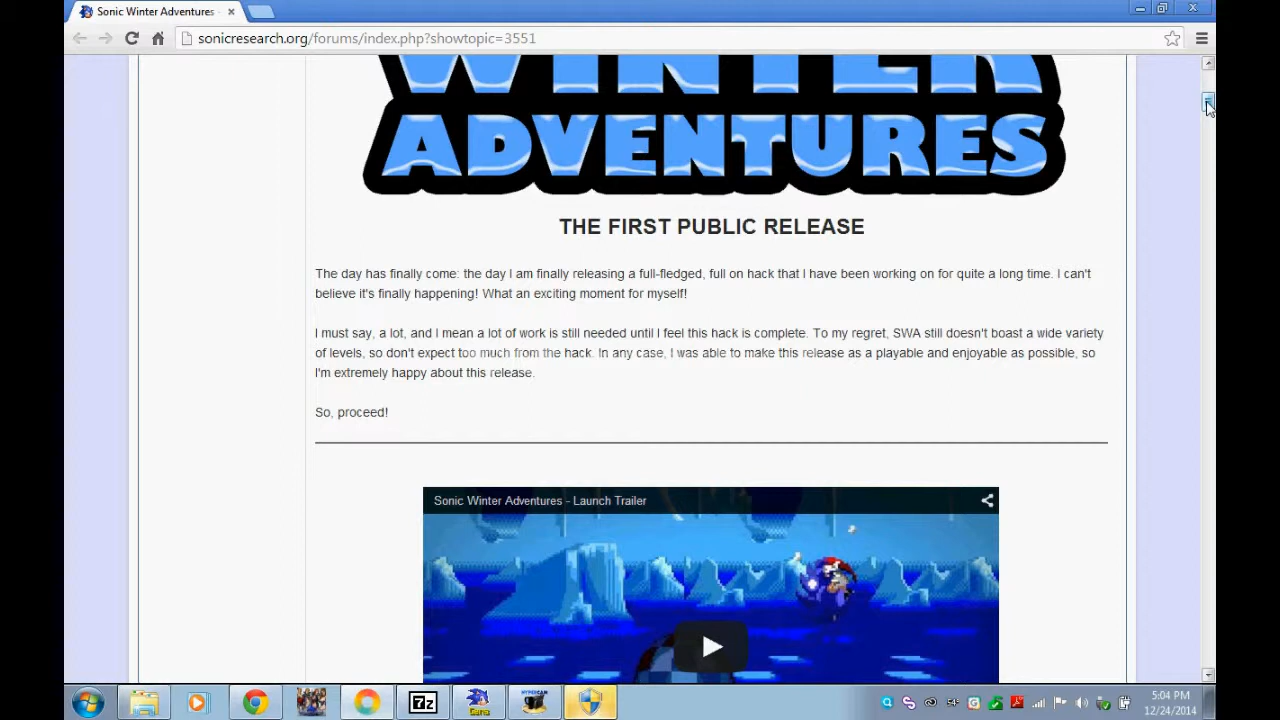 Sonic Winter Adventures -
sonicresearch.org/forums/index.php?showtopic=3551
WINTER
ADVENTURES
THE FIRST PUBLIC RELEASE
The day has finally come: the day I am finally releasing a full-fledged, full on hack that I have been working on for quite a long time. I can't
believe it's finally happening! What an exciting moment for myself!
I must say, a lot, and I mean a lot of work is still needed until I feel this hack is complete. To my regret, SWA still doesn't boast a wide variety
of levels, so don't expect too much from the hack. In any case, I was able to make this release as a playable and enjoyable as possible, so
I'm extremely happy about this release.
So, proceed!
Sonic Winter Adventures - Launch Trailer
7z
HYPERCAM
54°
5:04 PM
12/24/2014